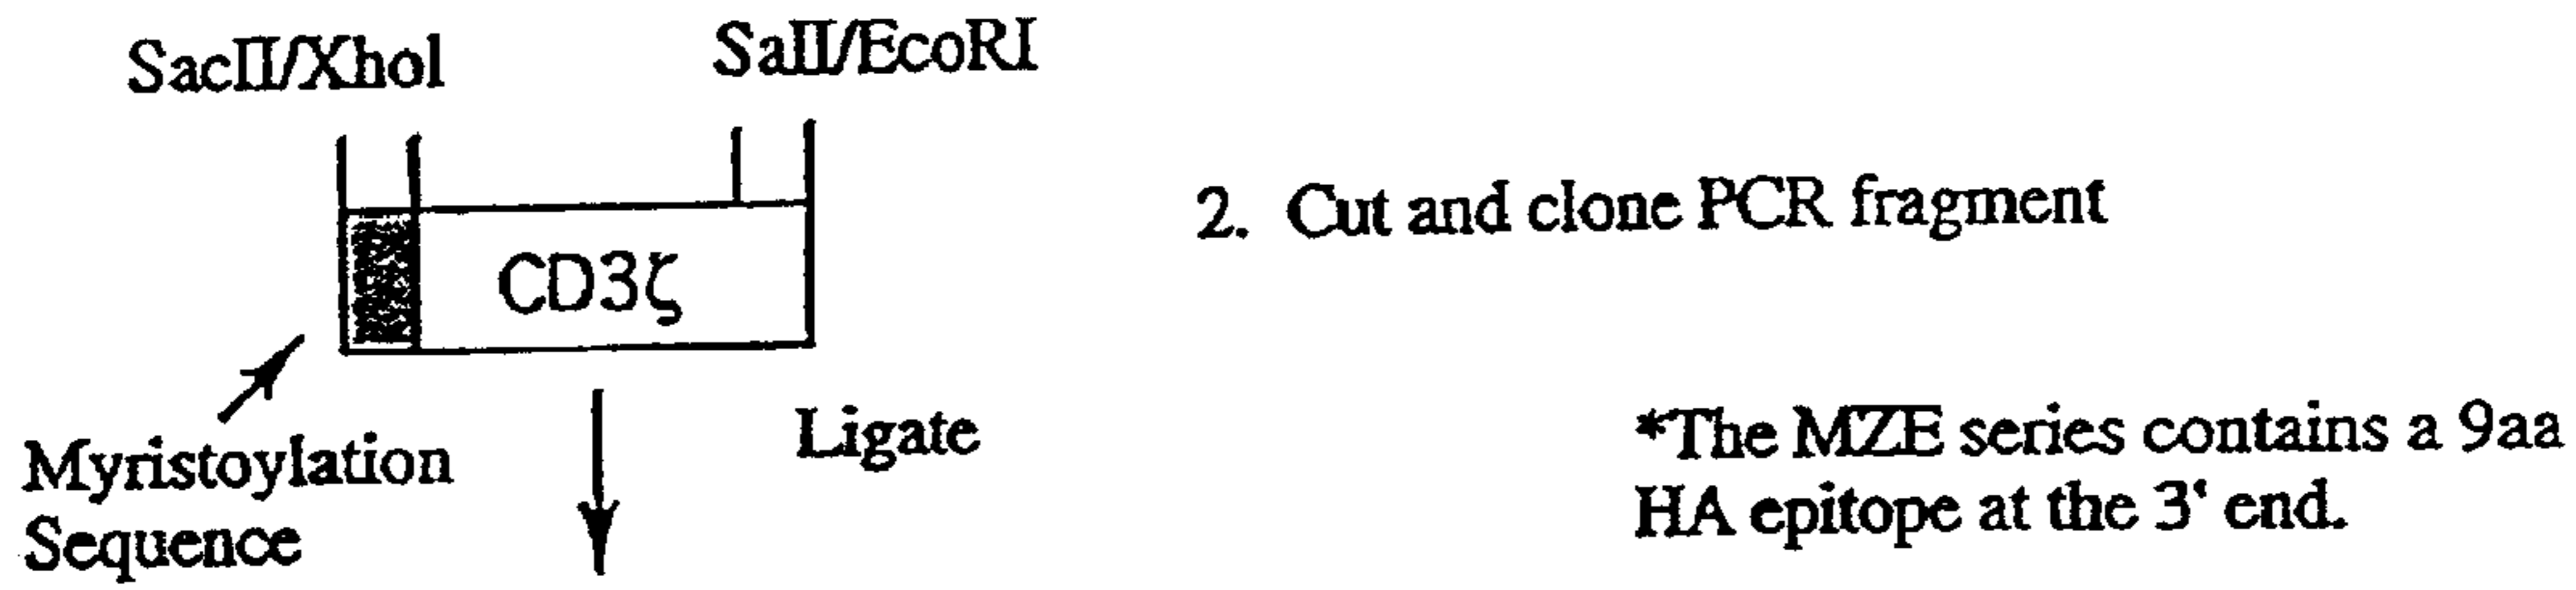 SacII/XhoI
SalI/EcoRI
2. Cut and clone PCR fragment
CD3ζ
Myristoylation
Sequence
Ligate
*The MZE series contains a 9aa
HA epitope at the 3' end.